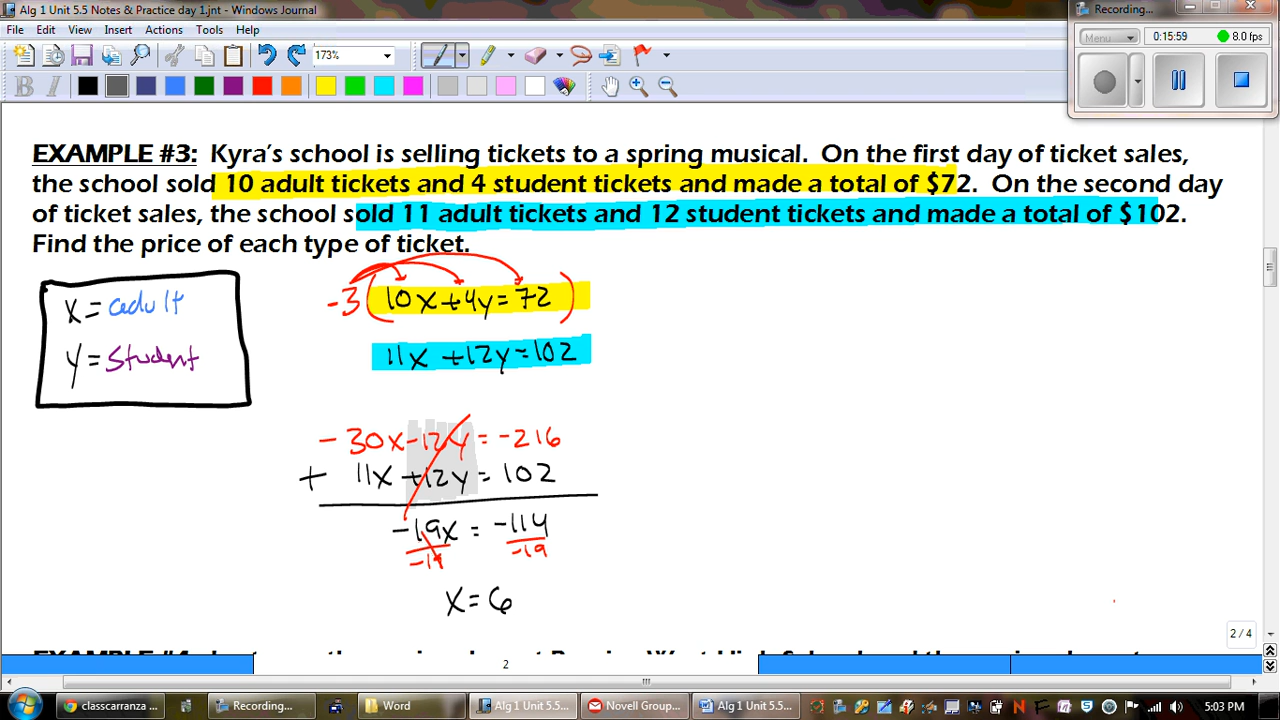 Alg 1 Unit 5.5 Notes & Practice day 1.jnt - Windows Journal
Recording...
File Edit View Insert Actions Tools Help
Menu 0:15:59 8.0 fps
173%
B I
EXAMPLE #3: Kyra's school is selling tickets to a spring musical. On the first day of ticket sales,
the school sold 10 adult tickets and 4 student tickets and made a total of $72. On the second day
of ticket sales, the school sold 11 adult tickets and 12 student tickets and made a total of $102.
Find the price of each type of ticket.
x = adult
y = Student
-3 ( 10x + 4y = 72 )
11x + 12y = 102
-30x - 12y = -216
+ 11x + 12y = 102
-19x = -114
-19 -19
x = 6
2 / 4
2
classcarranza ...
Recording...
Word
Alg 1 Unit 5.5...
Novell Group...
Alg 1 Unit 5.5...
5:03 PM